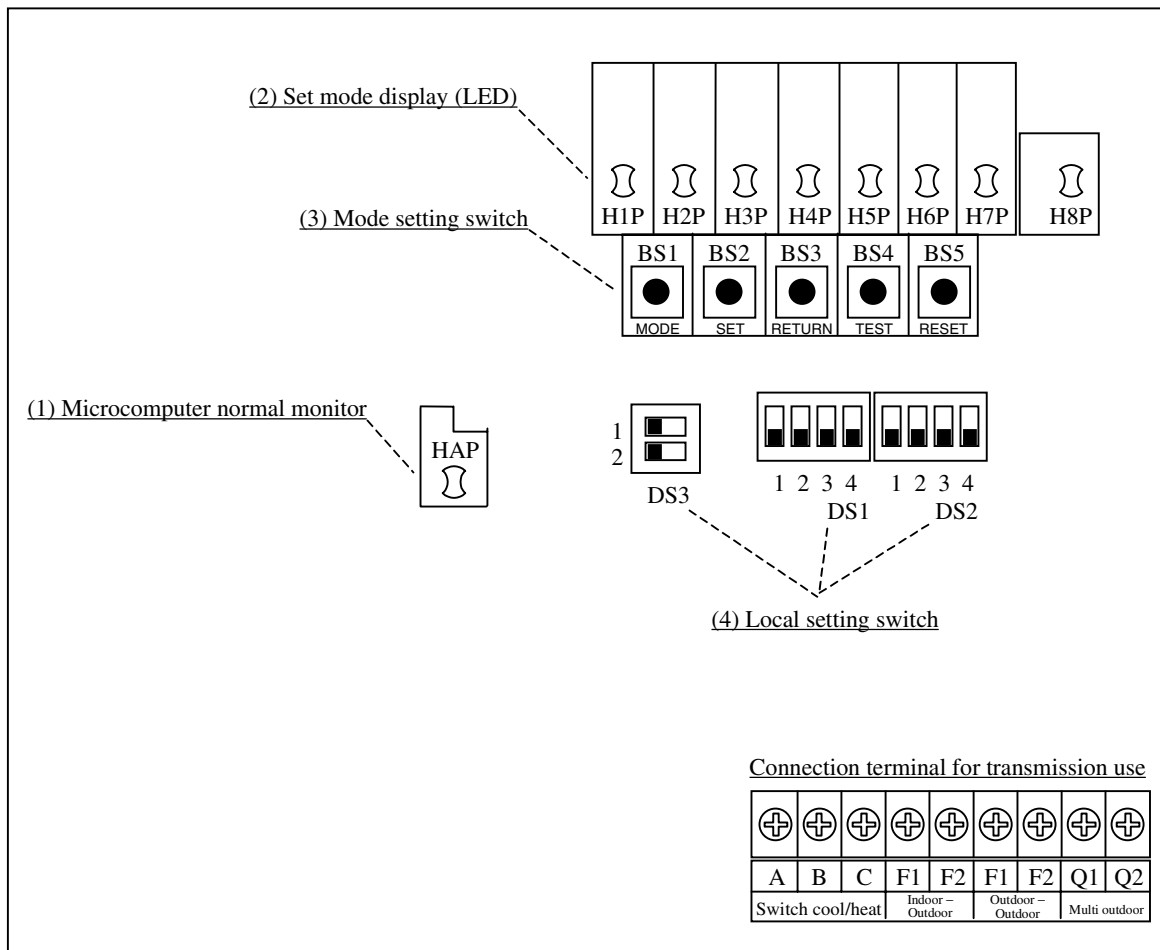 (2) Set mode display (LED)
H1P H2P H3P H4P H5P H6P H7P H8P
(3) Mode setting switch
BS1 BS2 BS3 BS4 BS5
MODE SET RETURN TEST RESET
(1) Microcomputer normal monitor
HAP
1
2
DS3
1 2 3 4 1 2 3 4
DS1 DS2
(4) Local setting switch
Connection terminal for transmission use
A B C F1 F2 F1 F2 Q1 Q2
Switch cool/heat
Indoor –
Outdoor
Outdoor –
Outdoor
Multi outdoor